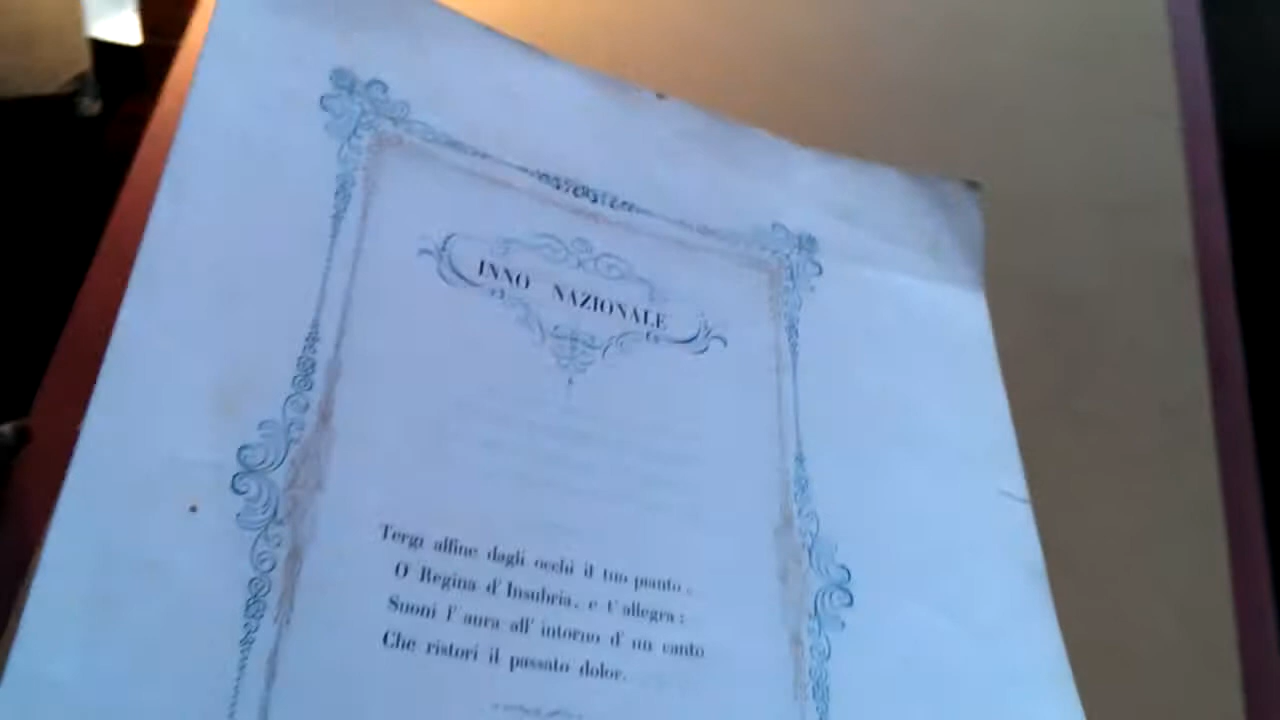 INNO NAZIONALE
Tergi alfine dagli occhi il tuo pianto,
O Regina d' Insubria, e t' allegra;
Suoni l' aura all' intorno d' un canto
Che ristori il passato dolor.